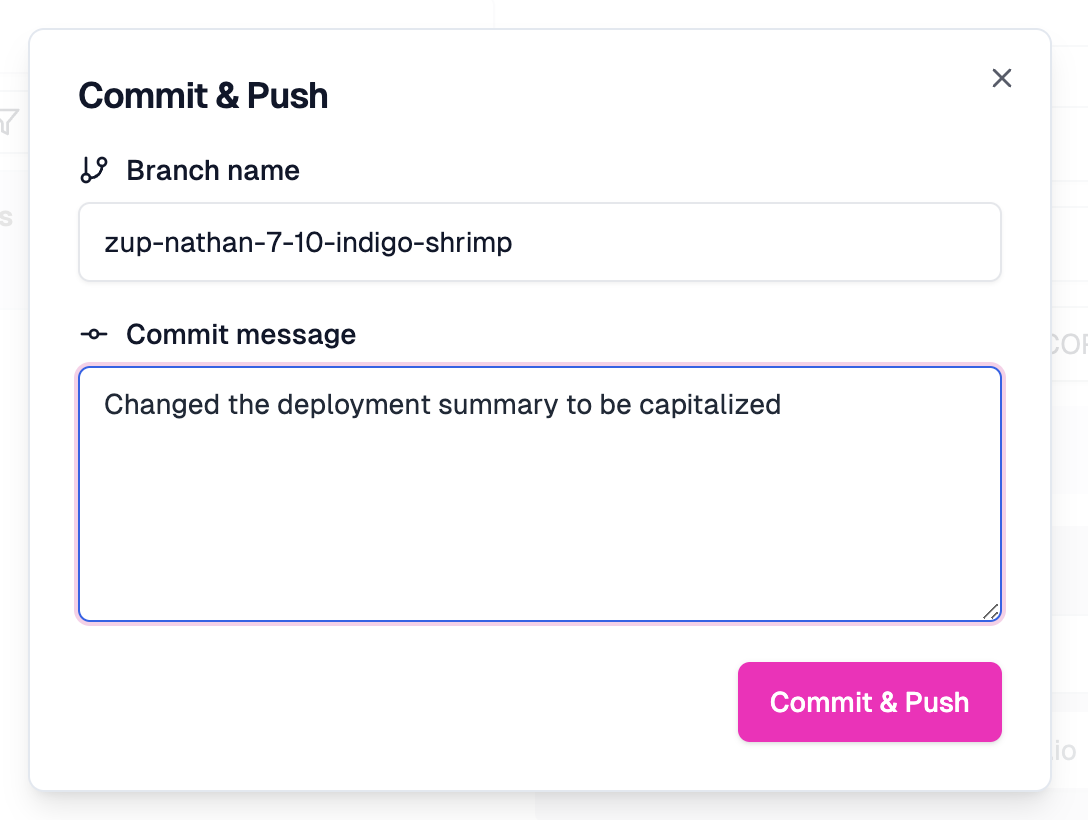 Commit & Push
Branch name
zup-nathan-7-10-indigo-shrimp
Commit message
Changed the deployment summary to be capitalized
Commit & Push